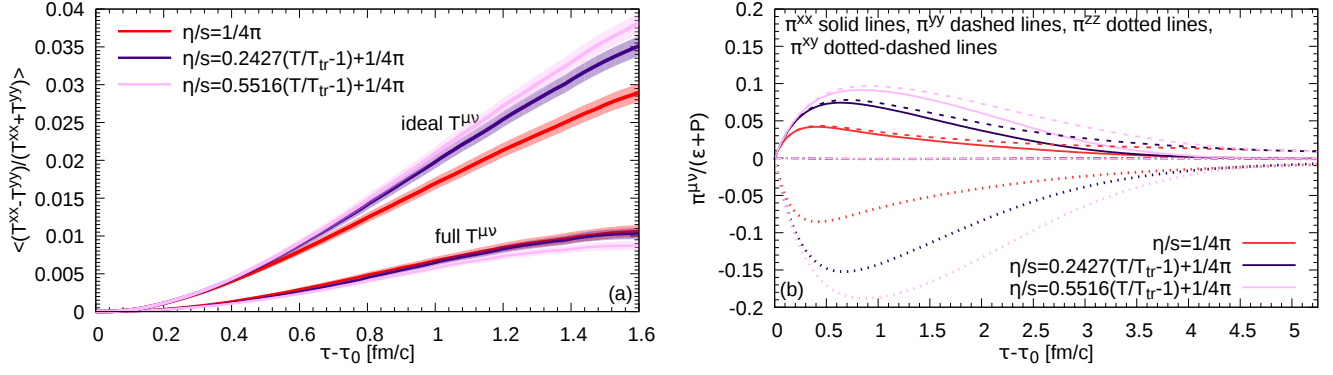 <(T^xx-T^yy)/(T^xx+T^yy)>
0.04
0.035
0.03
0.025
0.02
0.015
0.01
0.005
0
η/s=1/4π
η/s=0.2427(T/T_tr-1)+1/4π
η/s=0.5516(T/T_tr-1)+1/4π
ideal T^μν
full T^μν
(a)
0 0.2 0.4 0.6 0.8 1 1.2 1.4 1.6
τ-τ_0 [fm/c]
π^μν/(ε+P)
0.2
0.15
0.1
0.05
0
-0.05
-0.1
-0.15
-0.2
π^xx solid lines, π^yy dashed lines, π^zz dotted lines,
π^xy dotted-dashed lines
η/s=1/4π
η/s=0.2427(T/T_tr-1)+1/4π
η/s=0.5516(T/T_tr-1)+1/4π
(b)
0 0.5 1 1.5 2 2.5 3 3.5 4 4.5 5
τ-τ_0 [fm/c]